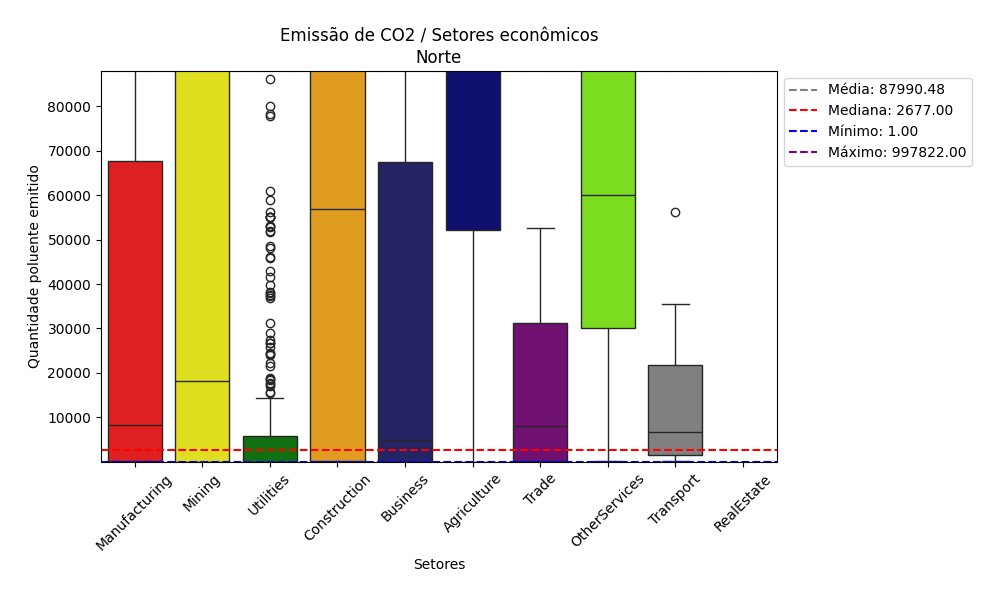 Emissão de CO2 / Setores econômicos
Norte
Média: 87990.48
Mediana: 2677.00
Mínimo: 1.00
Máximo: 997822.00
Quantidade poluente emitido
80000
70000
60000
50000
40000
30000
20000
10000
Manufacturing
Mining
Utilities
Construction
Business
Agriculture
Trade
OtherServices
Transport
RealEstate
Setores